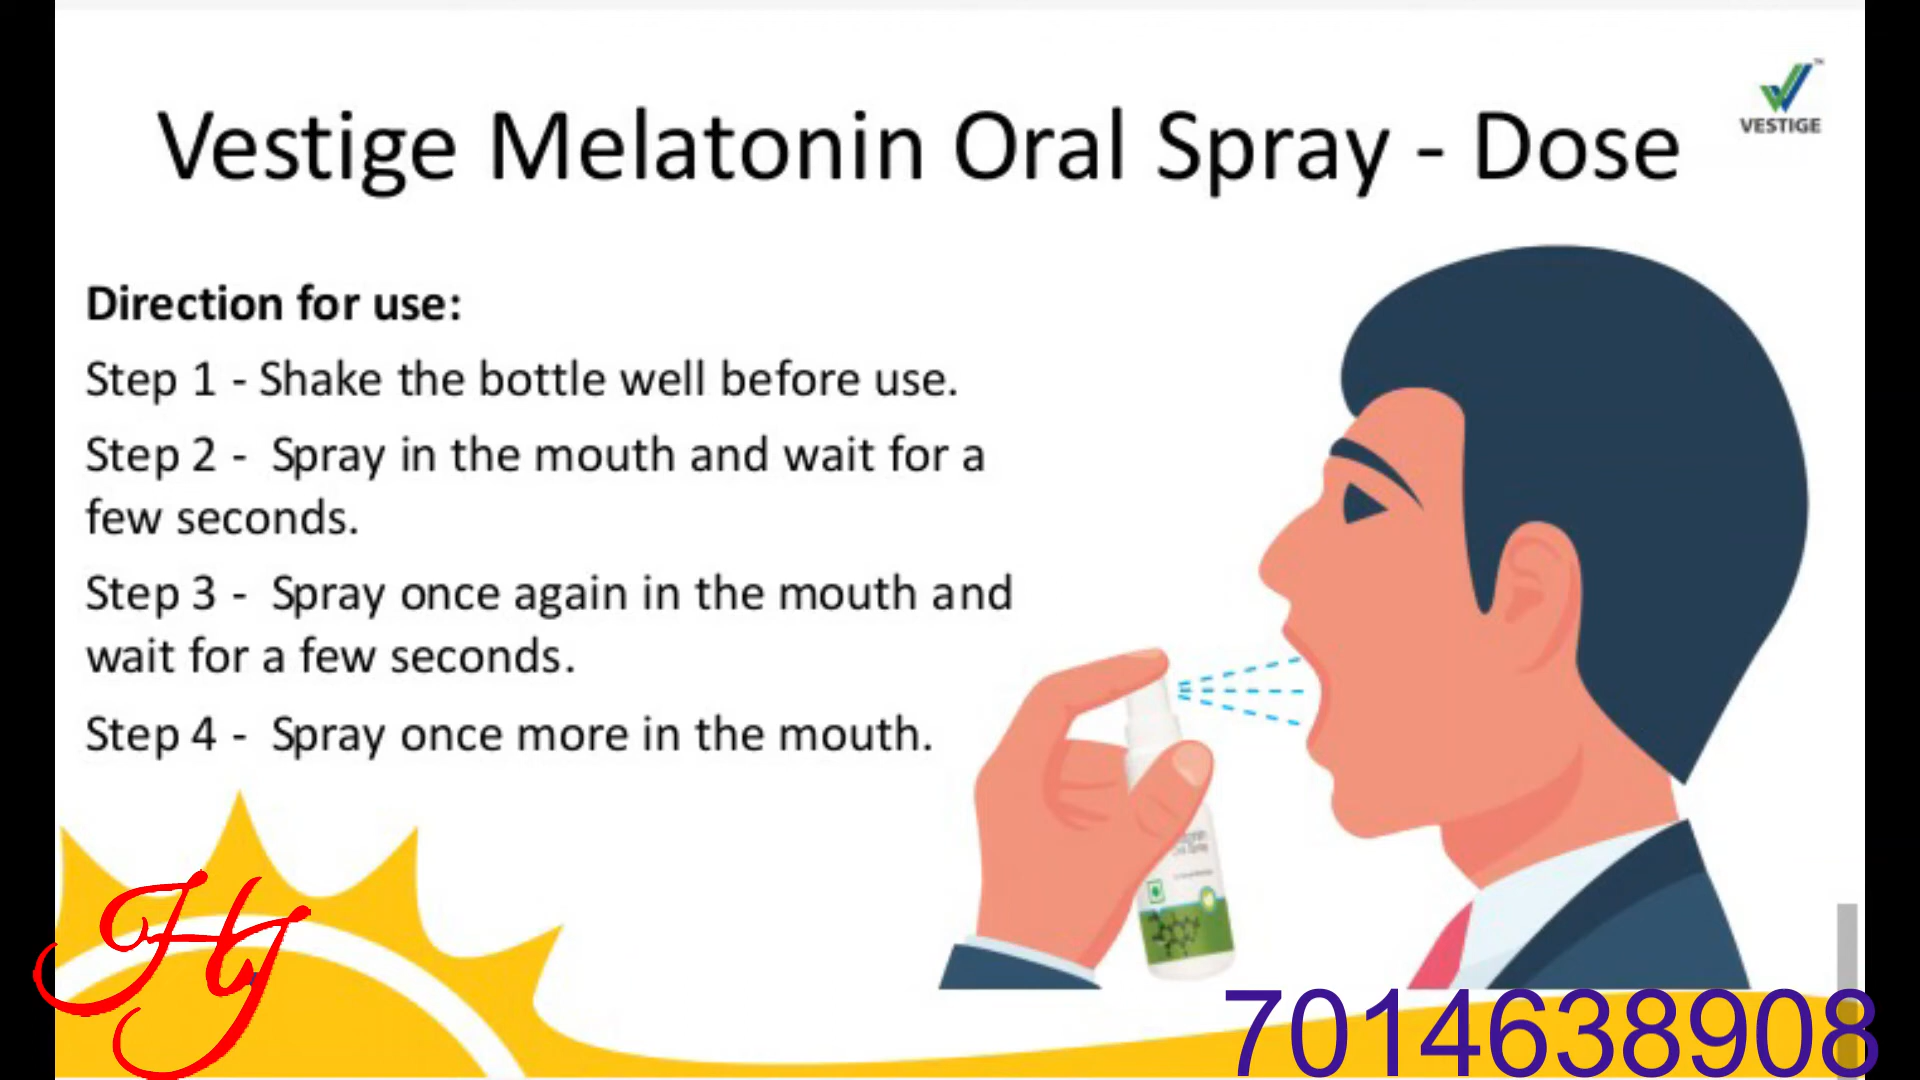 Vestige Melatonin Oral Spray - Dose
VESTIGE
Direction for use:
Step 1 - Shake the bottle well before use.
Step 2 - Spray in the mouth and wait for a
few seconds.
Step 3 - Spray once again in the mouth and
wait for a few seconds.
Step 4 - Spray once more in the mouth.
Oral Spray
7014638908